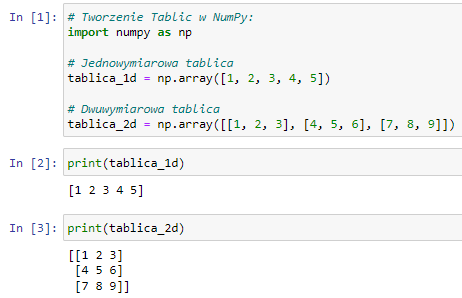 In [1]: # Tworzenie Tablic w NumPy:
import numpy as np
# Jednowymiarowa tablica
tablica_1d = np.array([1, 2, 3, 4, 5])
# Dwuwymiarowa tablica
tablica_2d = np.array([[1, 2, 3], [4, 5, 6], [7, 8, 9]])
In [2]: print(tablica_1d)
[1 2 3 4 5]
In [3]: print(tablica_2d)
[[1 2 3]
[4 5 6]
[7 8 9]]